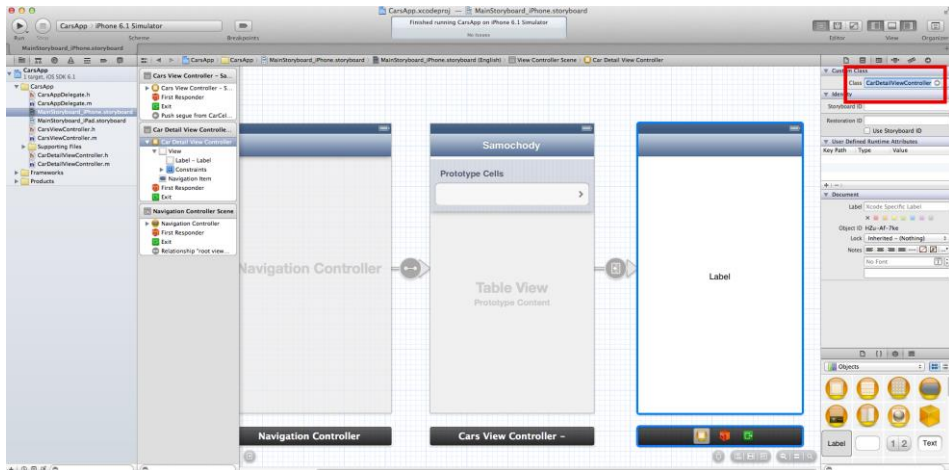 CarsApp.xcodeproj — MainStoryboard_iPhone.storyboard
CarsApp iPhone 6.1 Simulator
Finished running CarsApp on iPhone 6.1 Simulator
No Issues
Run Stop Scheme Breakpoints Editor View Organizer
MainStoryboard_iPhone.storyboard
CarsApp CarsApp MainStoryboard_iPhone.storyboard MainStoryboard_iPhone.storyboard (English) View Controller Scene Car Detail View Controller
CarsApp
1 target, iOS SDK 6.1
CarsApp
CarsAppDelegate.h
CarsAppDelegate.m
MainStoryboard_iPhone.storyboard
MainStoryboard_iPad.storyboard
CarsViewController.h
CarsViewController.m
Supporting Files
CarDetailViewController.h
CarDetailViewController.m
Frameworks
Products
Cars View Controller – Sa...
Cars View Controller – S...
First Responder
Exit
Push segue from CarCel...
Car Detail View Controlle...
Car Detail View Controller
View
Label – Label
Constraints
Navigation Item
First Responder
Exit
Navigation Controller Scene
Navigation Controller
First Responder
Exit
Relationship "root view...
Navigation Controller
Navigation Controller
Samochody
Prototype Cells
Table View
Prototype Content
Cars View Controller –
Label
Custom Class
Class CarDetailViewController
Identity
Storyboard ID
Restoration ID
Use Storyboard ID
User Defined Runtime Attributes
Key Path Type Value
Document
Label Xcode Specific Label
Object ID HZu-AF-7ke
Lock Inherited – (Nothing)
Notes
No Font
Objects
Label 1 2 Text